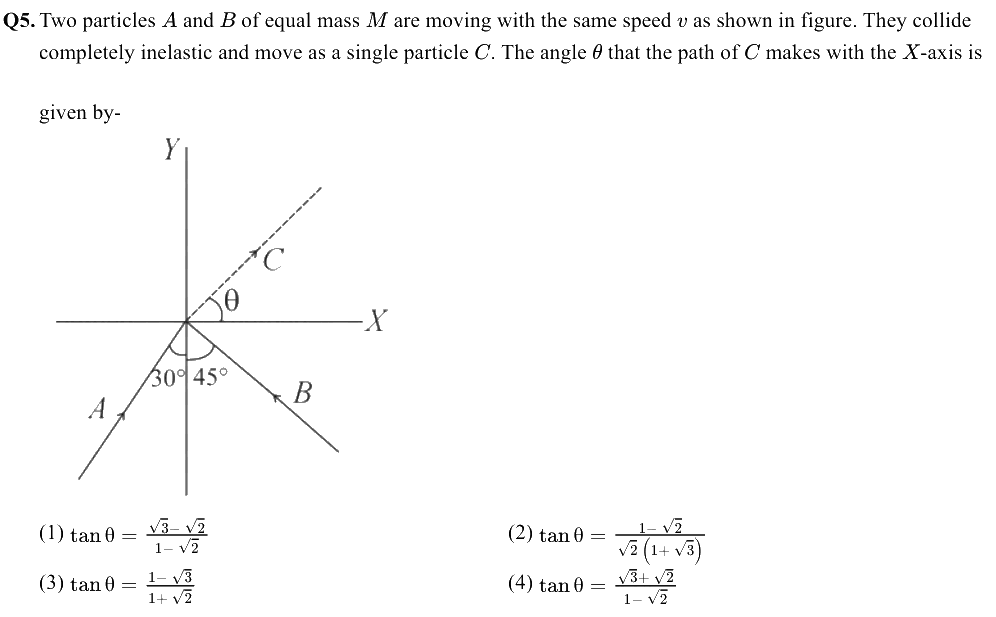 Q5. Two particles A and B of equal mass M are moving with the same speed v as shown in figure. They collide
completely inelastic and move as a single particle C. The angle θ that the path of C makes with the X-axis is
given by-
Y
C
θ
X
30° 45°
B
A
(1) tan θ = (√3− √2)/(1− √2)
(2) tan θ = (1− √2)/(√2 (1+ √3))
(3) tan θ = (1− √3)/(1+ √2)
(4) tan θ = (√3+ √2)/(1− √2)